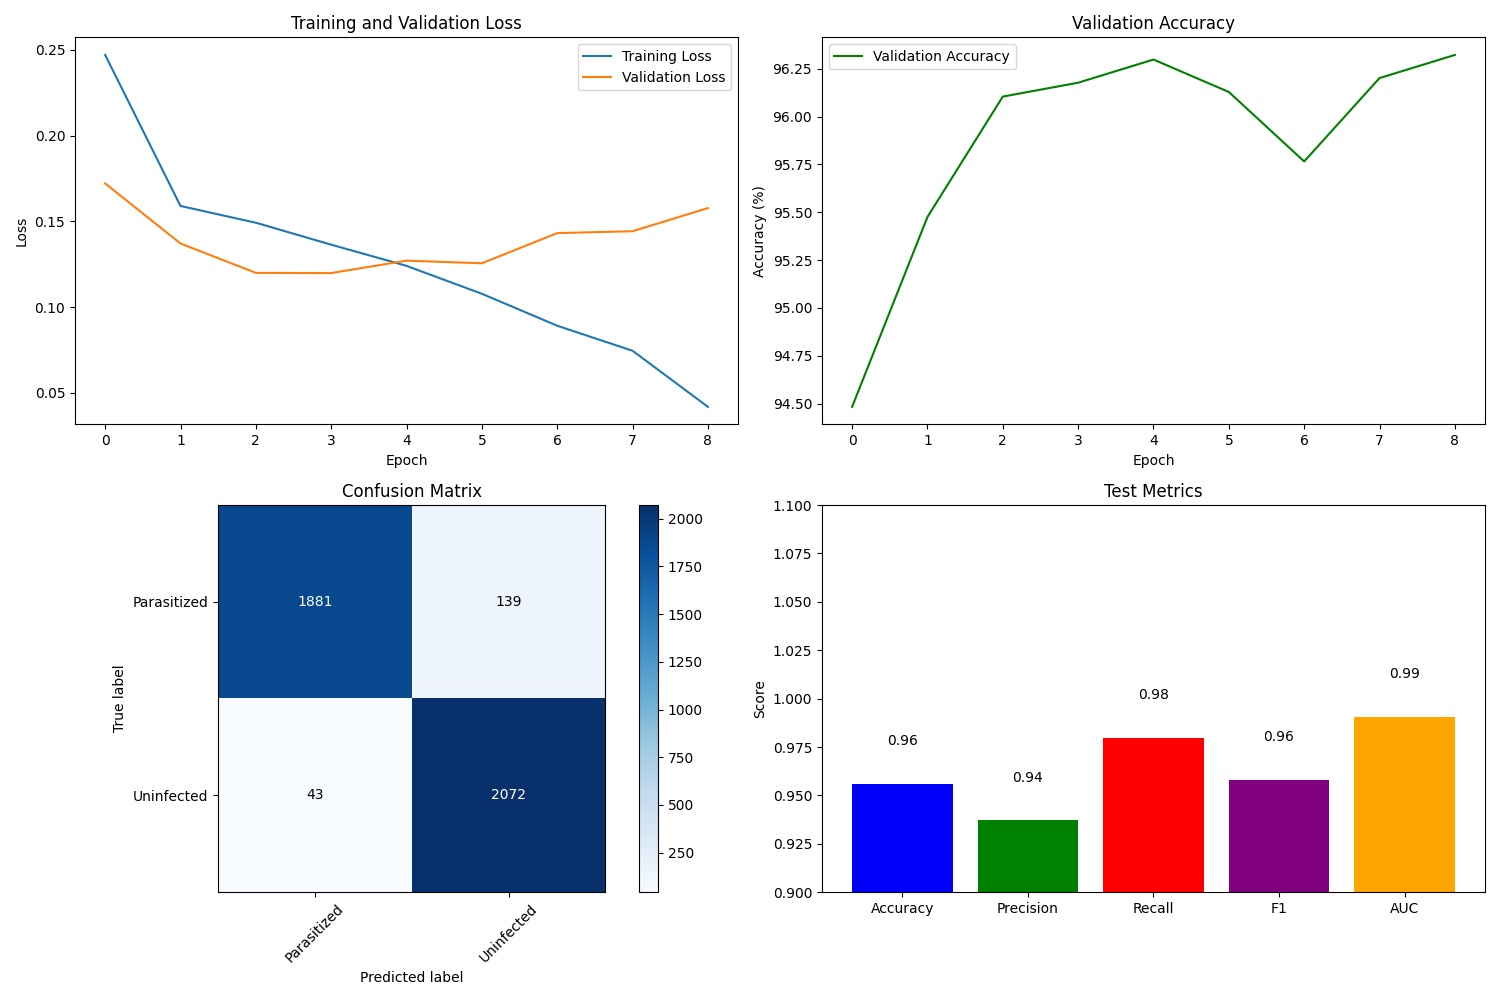 Training and Validation Loss
0.25
0.20
0.15
0.10
0.05
Loss
Training Loss
Validation Loss
0 1 2 3 4 5 6 7 8
Epoch
Validation Accuracy
96.25
96.00
95.75
95.50
95.25
95.00
94.75
94.50
Accuracy (%)
Validation Accuracy
0 1 2 3 4 5 6 7 8
Epoch
Confusion Matrix
True label
Parasitized
Uninfected
1881 139
43 2072
Parasitized
Uninfected
Predicted label
2000
1750
1500
1250
1000
750
500
250
Test Metrics
1.100
1.075
1.050
1.025
1.000
0.975
0.950
0.925
0.900
Score
0.96
0.94
0.98
0.96
0.99
Accuracy Precision Recall F1 AUC